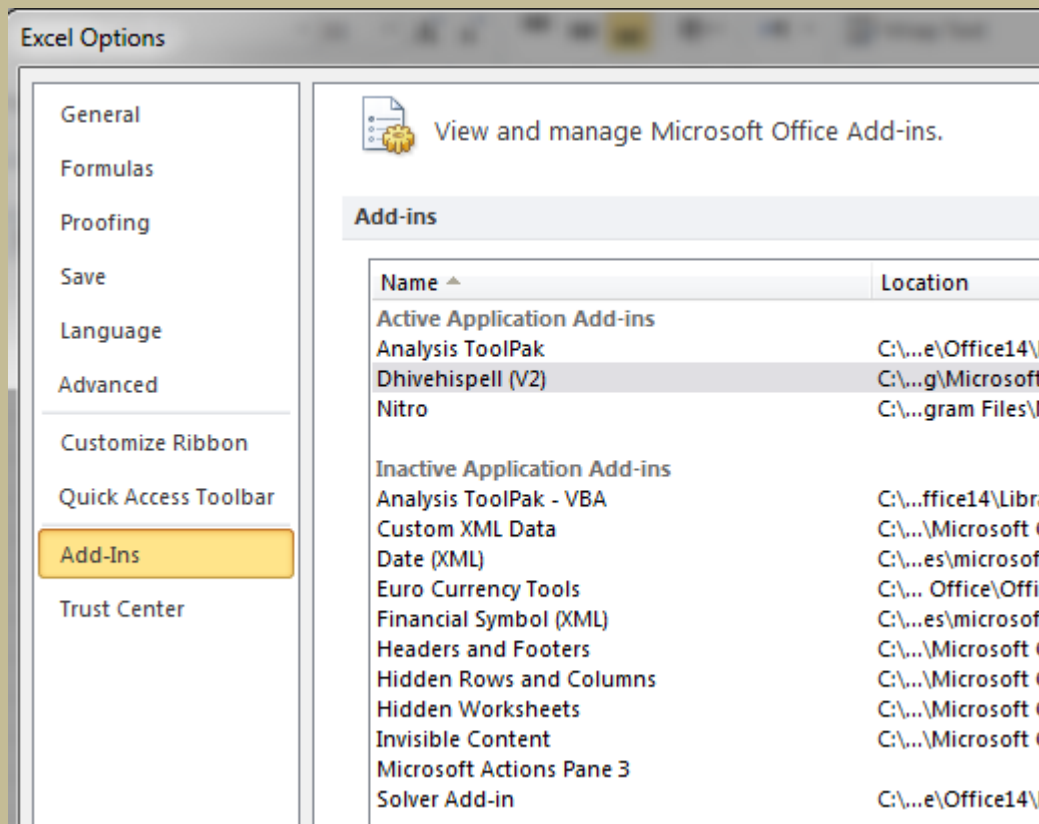 Excel Options
General
Formulas
Proofing
Save
Language
Advanced
Customize Ribbon
Quick Access Toolbar
Add-Ins
Trust Center
View and manage Microsoft Office Add-ins.
Add-ins
Name Location
Active Application Add-ins
Analysis ToolPak C:\...e\Office14\
Dhivehispell (V2) C:\...g\Microsoft
Nitro C:\...gram Files\
Inactive Application Add-ins
Analysis ToolPak - VBA C:\...ffice14\Libr
Custom XML Data C:\...\Microsoft
Date (XML) C:\...es\microsof
Euro Currency Tools C:\... Office\Offi
Financial Symbol (XML) C:\...es\microsof
Headers and Footers C:\...\Microsoft
Hidden Rows and Columns C:\...\Microsoft
Hidden Worksheets C:\...\Microsoft
Invisible Content C:\...\Microsoft
Microsoft Actions Pane 3
Solver Add-in C:\...e\Office14\